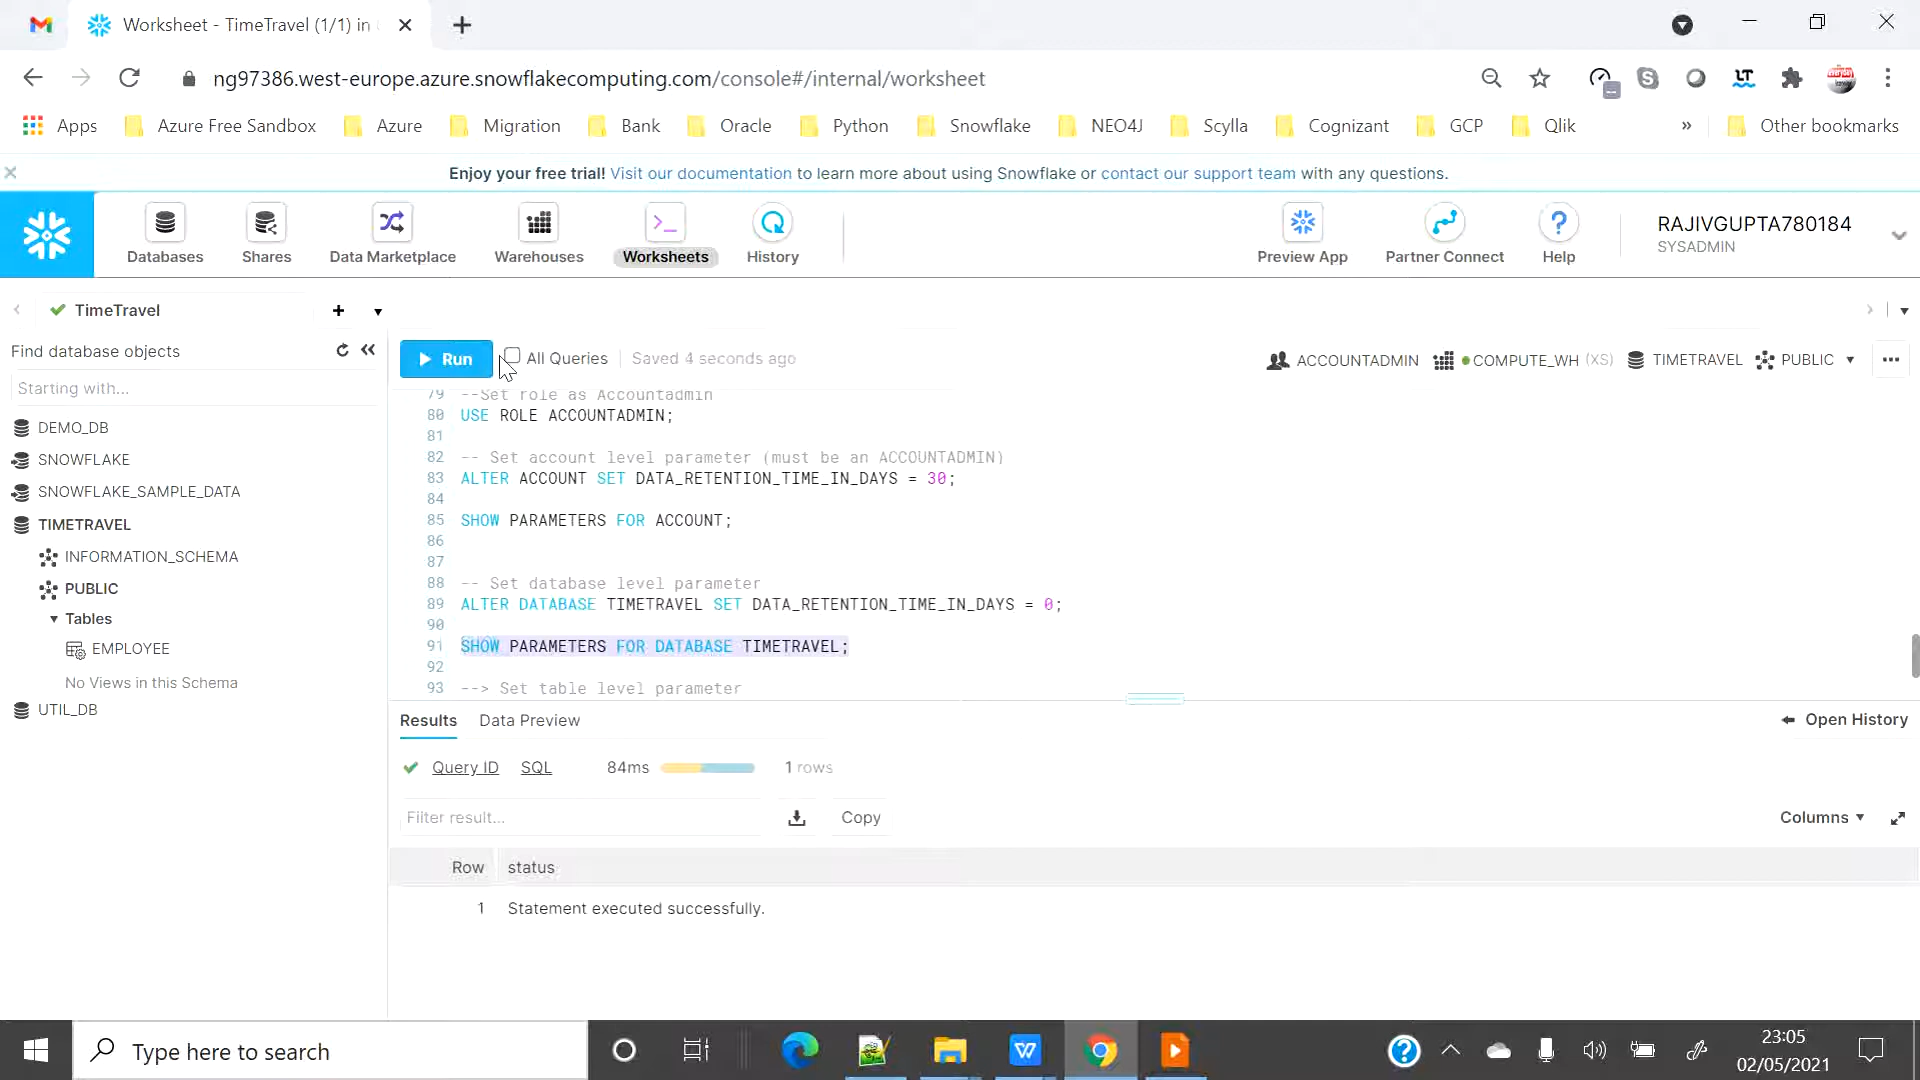 Worksheet - TimeTravel (1/1) in
ng97386.west-europe.azure.snowflakecomputing.com/console#/internal/worksheet
Apps
Azure Free Sandbox
Azure
Migration
Bank
Oracle
Python
Snowflake
NEO4J
Scylla
Cognizant
GCP
Qlik
»
Other bookmarks
Enjoy your free trial! Visit our documentation to learn more about using Snowflake or contact our support team with any questions.
Databases
Shares
Data Marketplace
Warehouses
Worksheets
History
Preview App
Partner Connect
Help
RAJIVGUPTA780184
SYSADMIN
TimeTravel
Find database objects
Starting with...
DEMO_DB
SNOWFLAKE
SNOWFLAKE_SAMPLE_DATA
TIMETRAVEL
INFORMATION_SCHEMA
PUBLIC
Tables
EMPLOYEE
No Views in this Schema
UTIL_DB
Run
All Queries
Saved 4 seconds ago
ACCOUNTADMIN
COMPUTE_WH (XS)
TIMETRAVEL
PUBLIC
79 --Set role as Accountadmin
80 USE ROLE ACCOUNTADMIN;
81
82 -- Set account level parameter (must be an ACCOUNTADMIN)
83 ALTER ACCOUNT SET DATA_RETENTION_TIME_IN_DAYS = 30;
84
85 SHOW PARAMETERS FOR ACCOUNT;
86
87
88 -- Set database level parameter
89 ALTER DATABASE TIMETRAVEL SET DATA_RETENTION_TIME_IN_DAYS = 0;
90
91 SHOW PARAMETERS FOR DATABASE TIMETRAVEL;
92
93 --> Set table level parameter
Results
Data Preview
Open History
Query ID
SQL
84ms
1 rows
Filter result...
Copy
Columns
Row status
1 Statement executed successfully.
Type here to search
23:05
02/05/2021